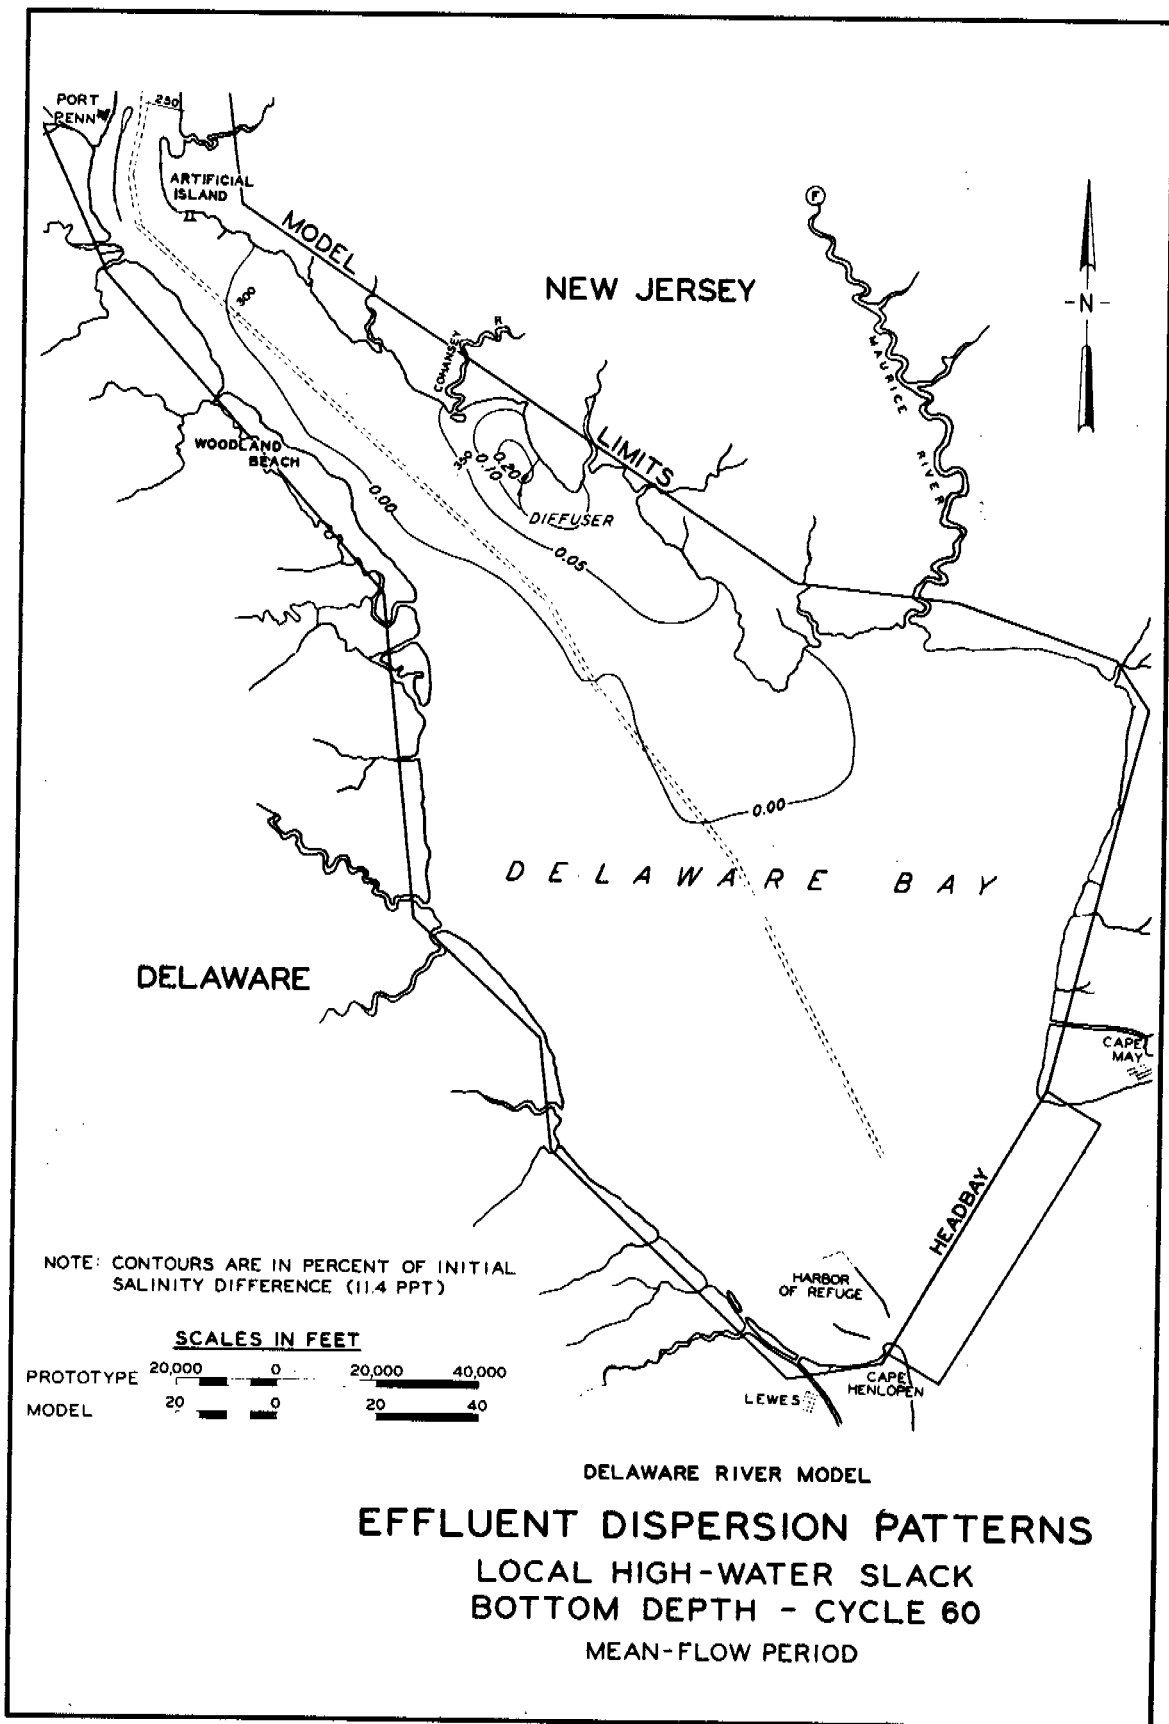 PORT
PENN
250
ARTIFICIAL
ISLAND
MODEL
F
NEW JERSEY
N
300
COHANSEY
R
MAURICE
RIVER
WOODLAND
BEACH
LIMITS
350
0.20
0.10
0.00
DIFFUSER
0.05
0.00
DELAWARE BAY
DELAWARE
CAPE
MAY
HEADBAY
NOTE: CONTOURS ARE IN PERCENT OF INITIAL
SALINITY DIFFERENCE (11.4 PPT)
HARBOR
OF REFUGE
SCALES IN FEET
PROTOTYPE 20,000 0 20,000 40,000
MODEL 20 0 20 40
CAPE
HENLOPEN
LEWES
DELAWARE RIVER MODEL
EFFLUENT DISPERSION PATTERNS
LOCAL HIGH-WATER SLACK
BOTTOM DEPTH - CYCLE 60
MEAN-FLOW PERIOD